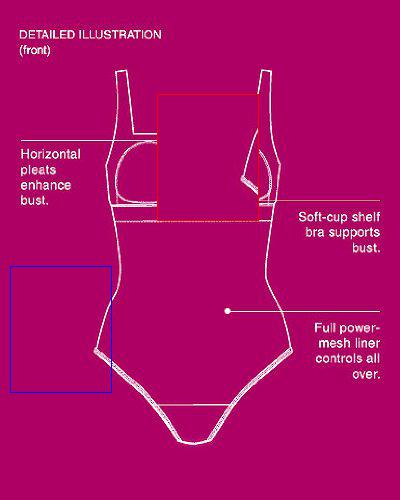 DETAILED ILLUSTRATION
(front)
Horizontal
pleats
enhance
bust.
Soft-cup shelf
bra supports
bust.
Full power-
mesh liner
controls all
over.